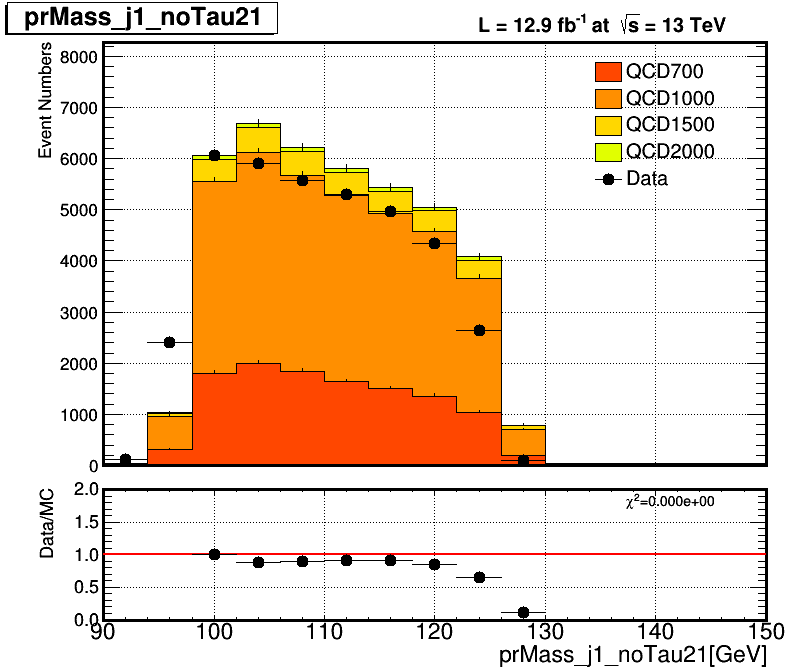 prMass_j1_noTau21
L = 12.9 fb⁻¹ at √s = 13 TeV
Event Numbers
8000
7000
6000
5000
4000
3000
2000
1000
0
QCD700
QCD1000
QCD1500
QCD2000
Data
Data/MC
2.0
1.5
1.0
0.5
0.0
χ²=0.000e+00
90 100 110 120 130 140 150
prMass_j1_noTau21[GeV]